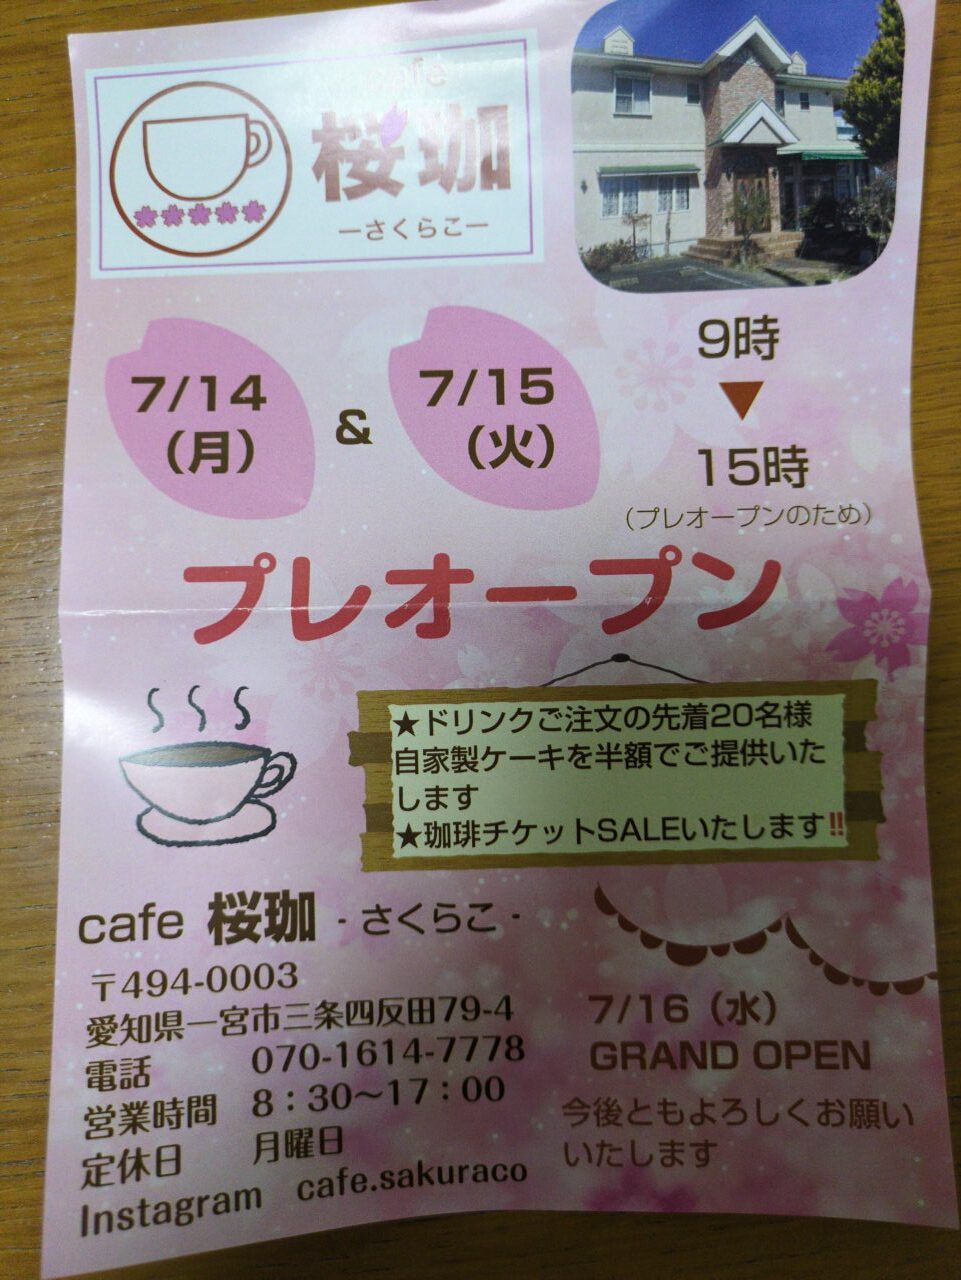 cafe
桜珈
ーさくらこー
7/14
（月）
&
7/15
（火）
9時
▼
15時
（プレオープンのため）
プレオープン
★ドリンクご注文の先着20名様
自家製ケーキを半額でご提供いた
します
★珈琲チケットSALEいたします‼
cafe 桜珈 - さくらこ -
〒494-0003
愛知県一宮市三条四反田79-4
電話 070-1614-7778
営業時間 8：30〜17：00
定休日 月曜日
Instagram cafe.sakuraco
7/16（水）
GRAND OPEN
今後ともよろしくお願い
いたします